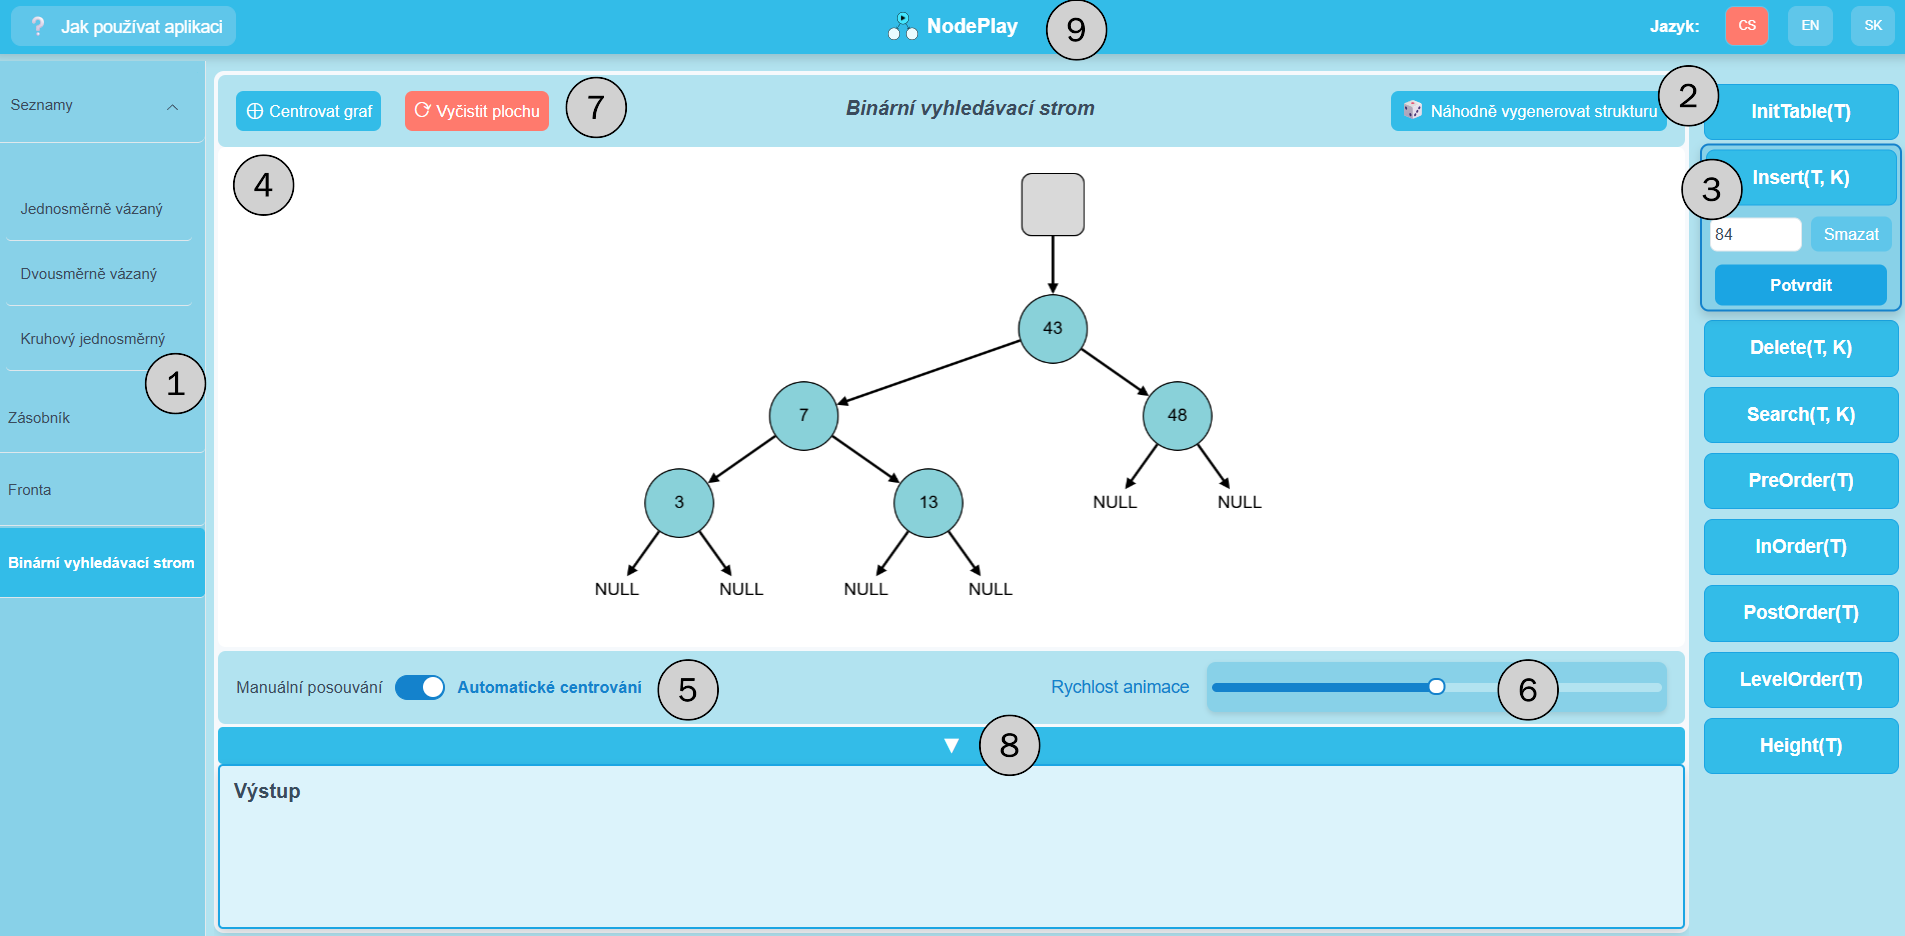 ❔ Jak používat aplikaci
NodePlay
9
Jazyk:
CS
EN
SK
Seznamy
Jednosměrně vázaný
Dvousměrně vázaný
Kruhový jednosměrný
1
Zásobník
Fronta
Binární vyhledávací strom
Centrovat graf
Vyčistit plochu
7
Binární vyhledávací strom
Náhodně vygenerovat strukturu
2
4
43
7
48
3
13
NULL
NULL
NULL
NULL
NULL
NULL
Manuální posouvání
Automatické centrování
5
Rychlost animace
6
▼
8
Výstup
InitTable(T)
Insert(T, K)
3
84
Smazat
Potvrdit
Delete(T, K)
Search(T, K)
PreOrder(T)
InOrder(T)
PostOrder(T)
LevelOrder(T)
Height(T)